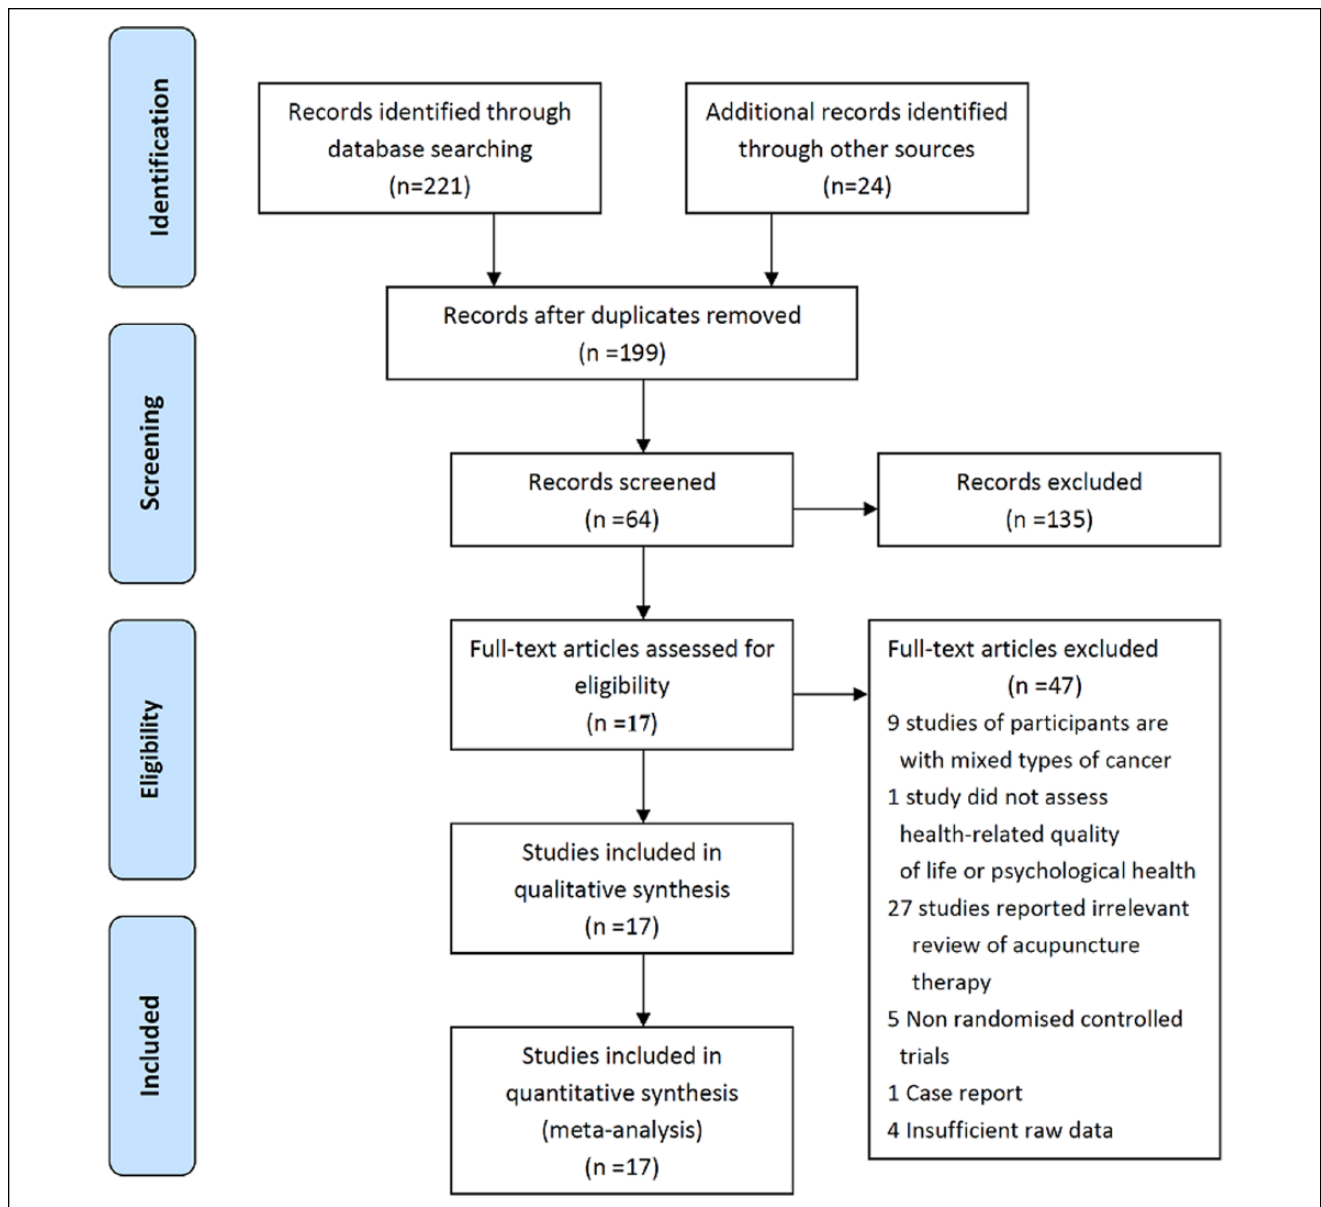 Identification
Records identified through
database searching
(n=221)
Additional records identified
through other sources
(n=24)
Records after duplicates removed
(n =199)
Screening
Records screened
(n =64)
Records excluded
(n =135)
Eligibility
Full-text articles assessed for
eligibility
(n =17)
Full-text articles excluded
(n =47)
9 studies of participants are
with mixed types of cancer
1 study did not assess
health-related quality
of life or psychological health
27 studies reported irrelevant
review of acupuncture
therapy
5 Non randomised controlled
trials
1 Case report
4 Insufficient raw data
Studies included in
qualitative synthesis
(n =17)
Included
Studies included in
quantitative synthesis
(meta-analysis)
(n =17)